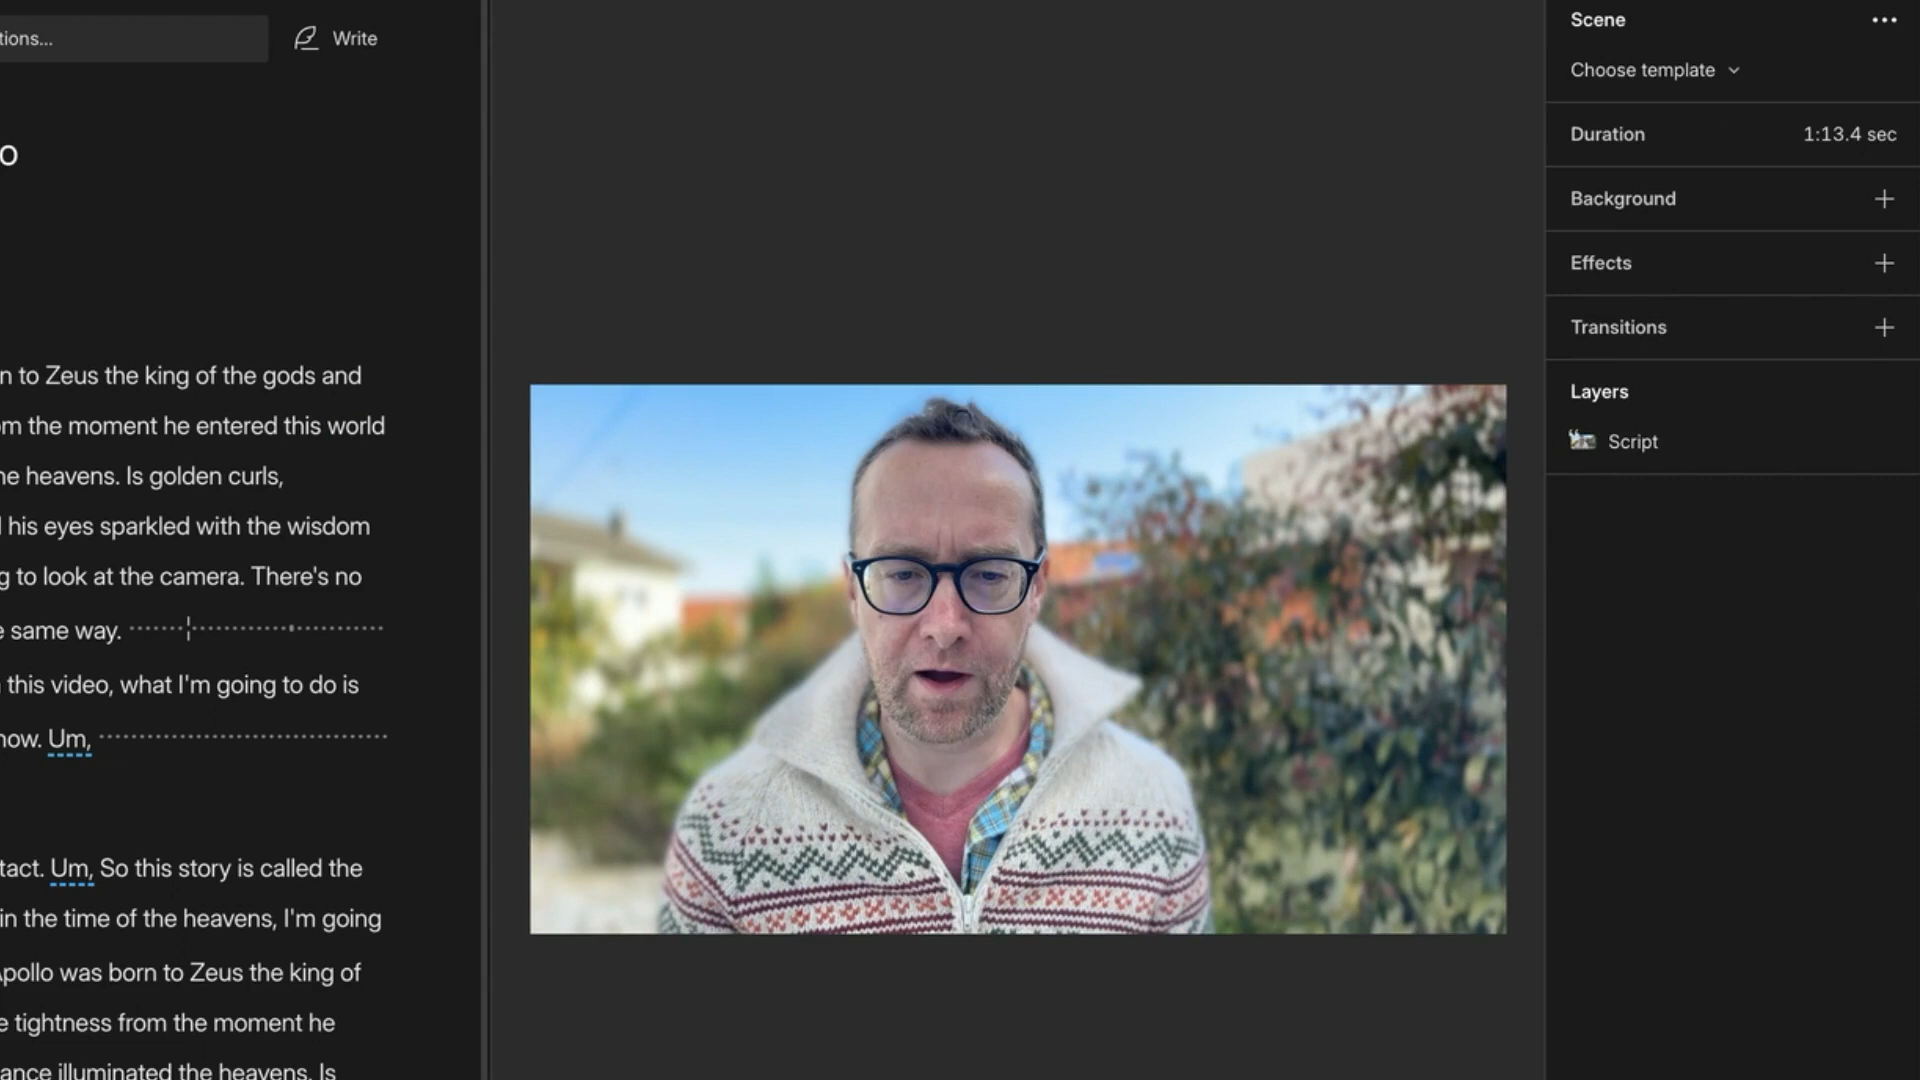 tions...
Write
o
n to Zeus the king of the gods and
om the moment he entered this world
he heavens. Is golden curls,
d his eyes sparkled with the wisdom
g to look at the camera. There's no
e same way.
this video, what I'm going to do is
now. Um,
tact. Um, So this story is called the
in the time of the heavens, I'm going
Apollo was born to Zeus the king of
e tightness from the moment he
ance illuminated the heavens. Is
Scene
Choose template
Duration 1:13.4 sec
Background
Effects
Transitions
Layers
Script